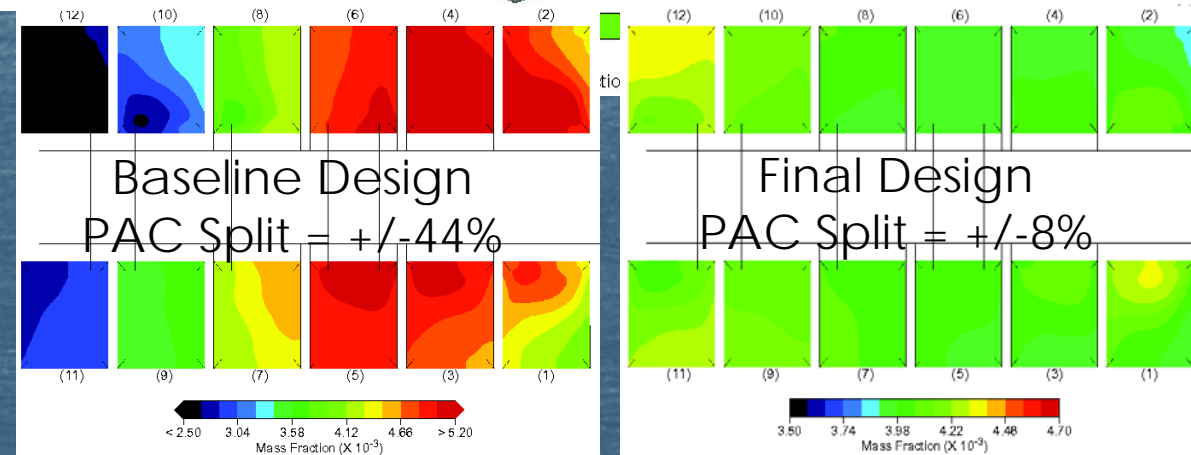 (12) (10) (8) (6) (4) (2)
Baseline Design
PAC Split = +/-44%
(11) (9) (7) (5) (3) (1)
< 2.50 3.04 3.58 4.12 4.66 > 5.20
Mass Fraction (X 10⁻³)
tio
(12) (10) (8) (6) (4) (2)
Final Design
PAC Split = +/-8%
(11) (9) (7) (5) (3) (1)
3.50 3.74 3.98 4.22 4.46 4.70
Mass Fraction (X 10⁻³)